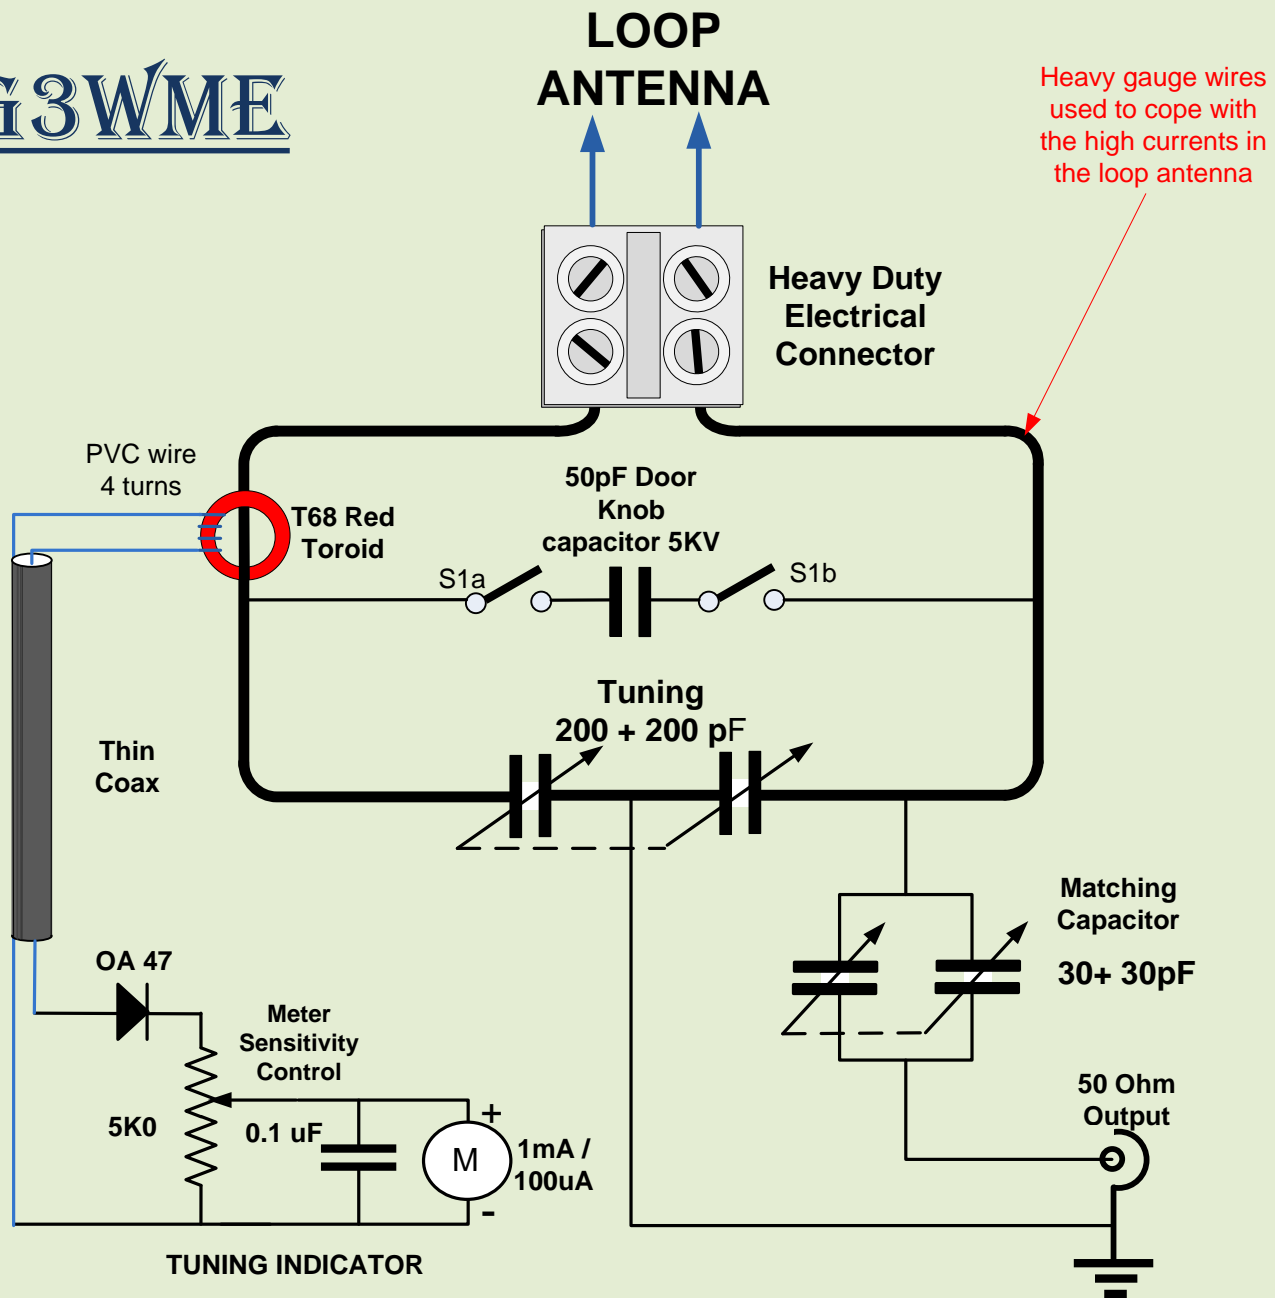 LOOP
ANTENNA
G3WME
Heavy gauge wires
used to cope with
the high currents in
the loop antenna
Heavy Duty
Electrical
Connector
PVC wire
4 turns
T68 Red
Toroid
50pF Door
Knob
capacitor 5KV
S1a
S1b
Tuning
200 + 200 pF
Thin
Coax
Matching
Capacitor
30+ 30pF
OA 47
Meter
Sensitivity
Control
5K0
0.1 uF
+
M
-
1mA /
100uA
50 Ohm
Output
TUNING INDICATOR